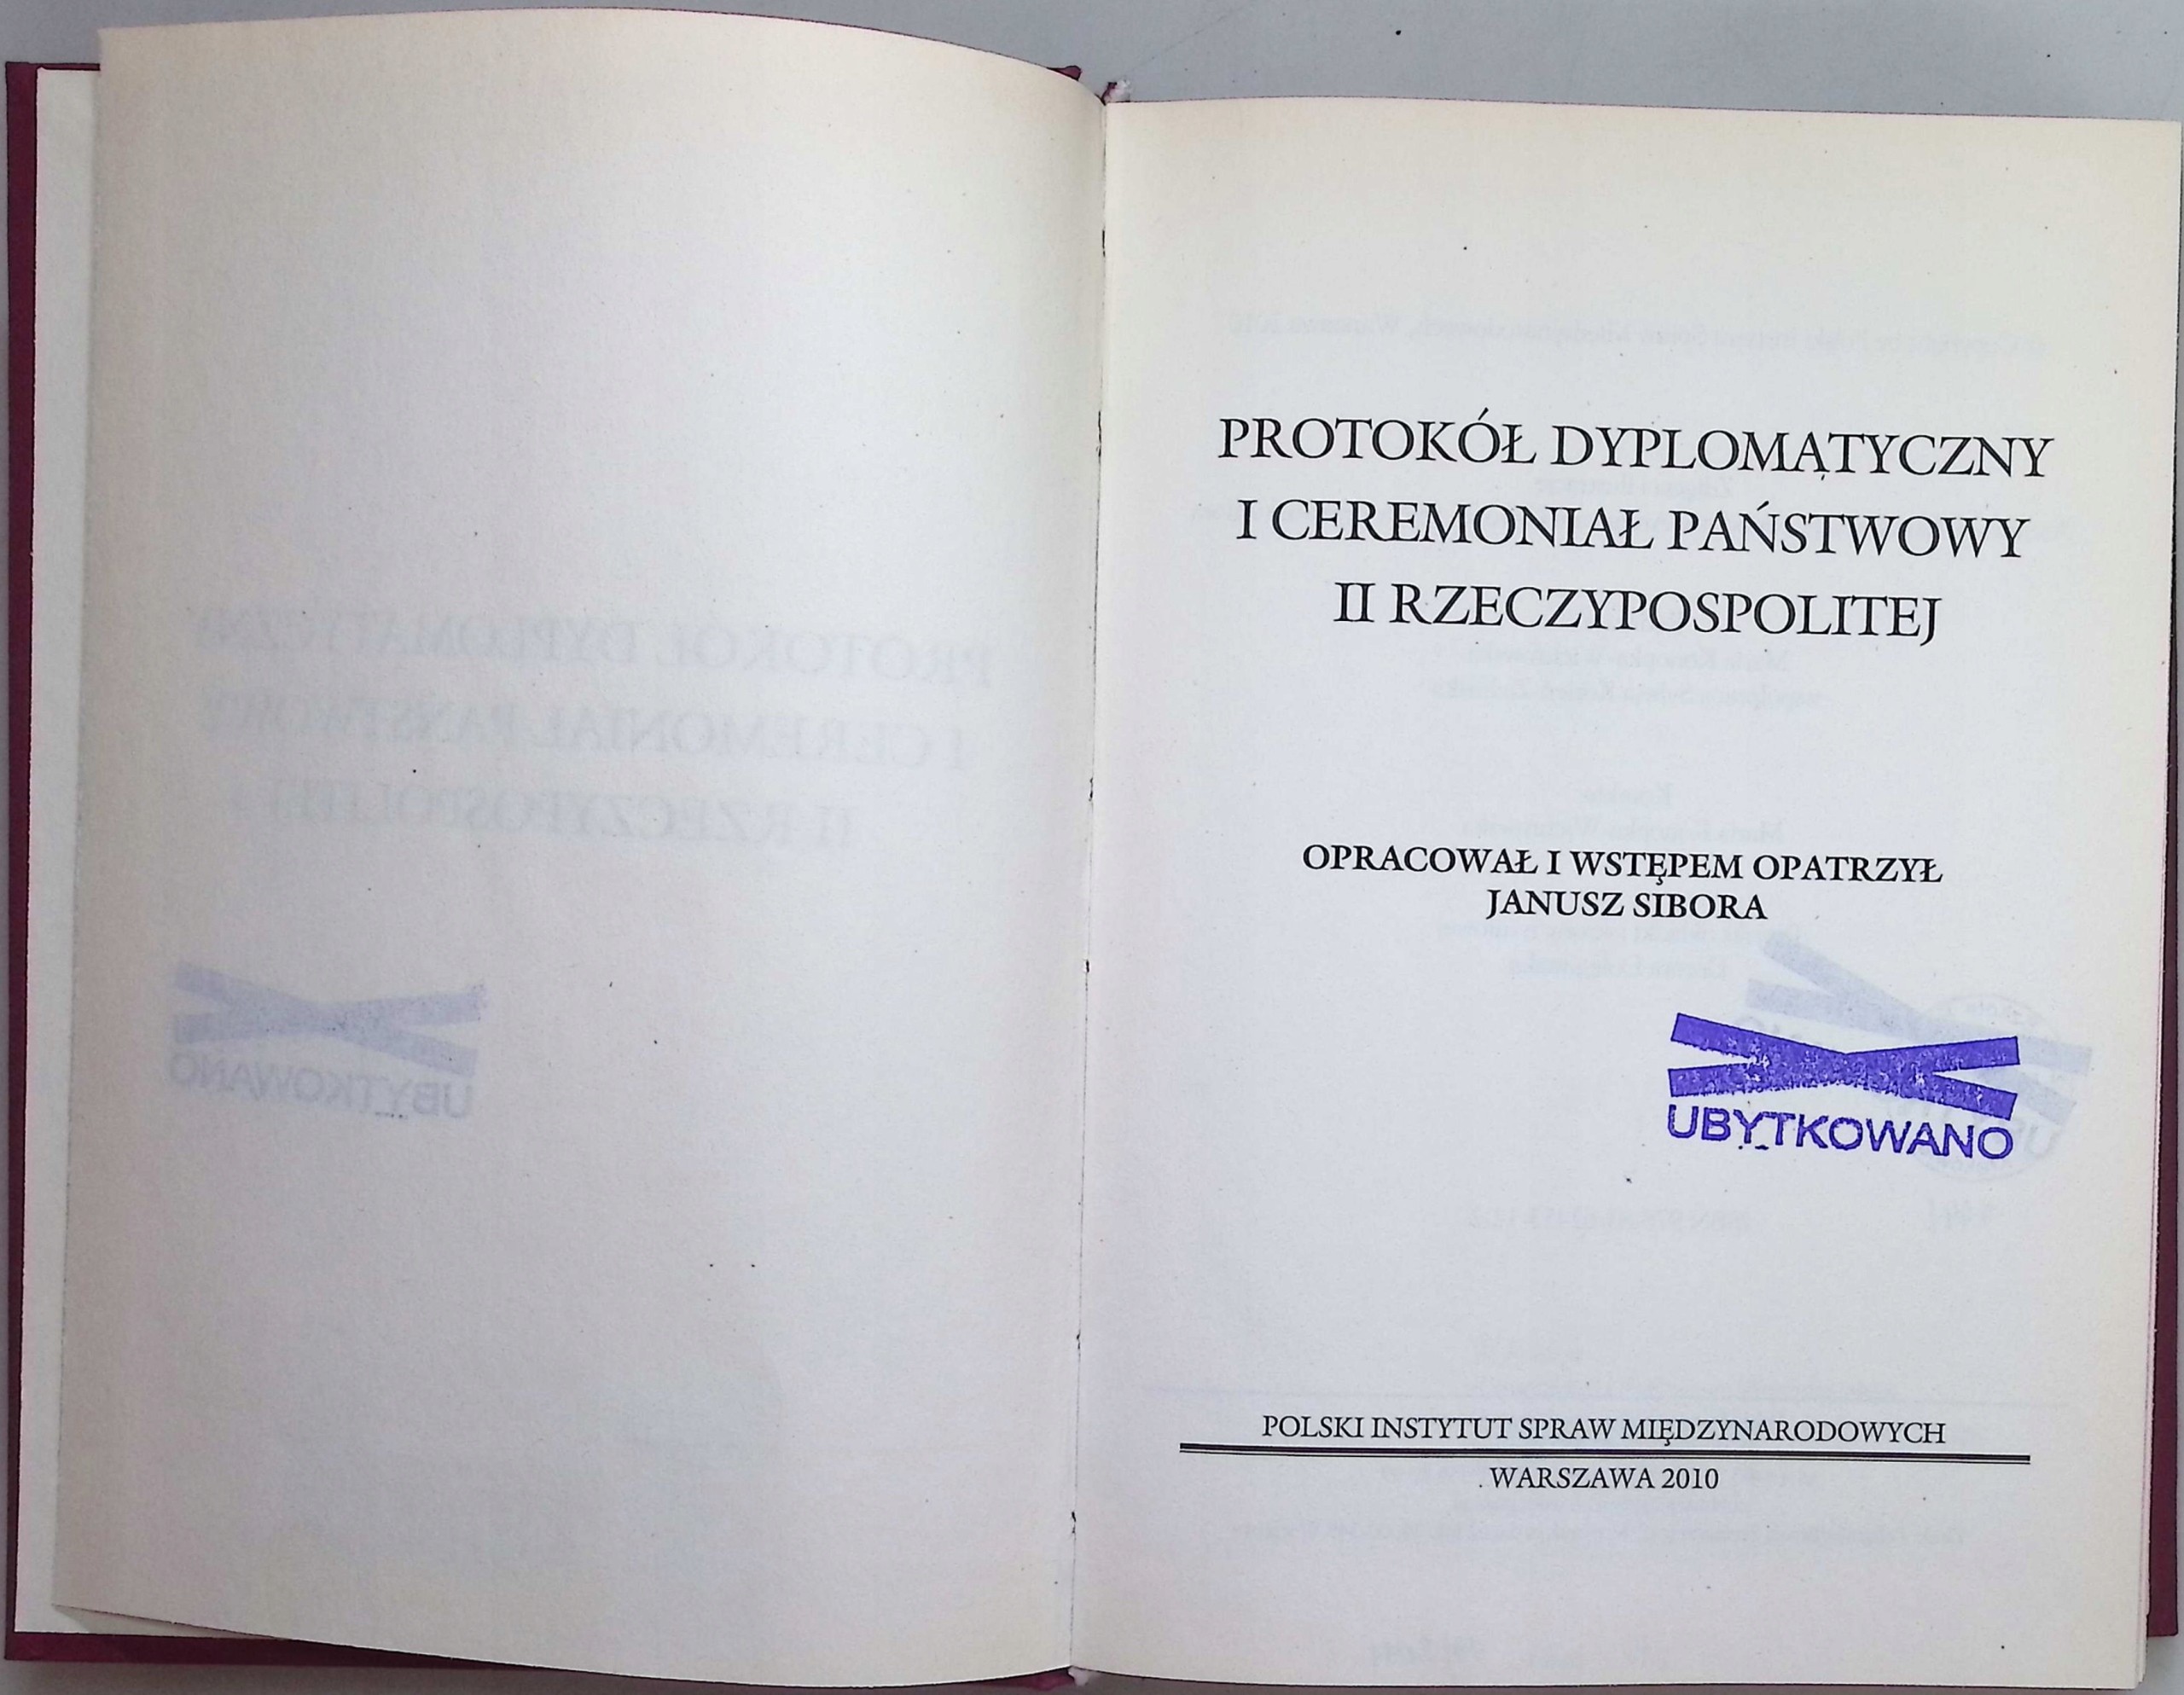 PROTOKÓŁ DYPLOMATYCZNY
I CEREMONIAŁ PAŃSTWOWY
II RZECZYPOSPOLITEJ
OPRACOWAŁ I WSTĘPEM OPATRZYŁ
JANUSZ SIBORA
UBYTKOWANO
POLSKI INSTYTUT SPRAW MIĘDZYNARODOWYCH
WARSZAWA 2010